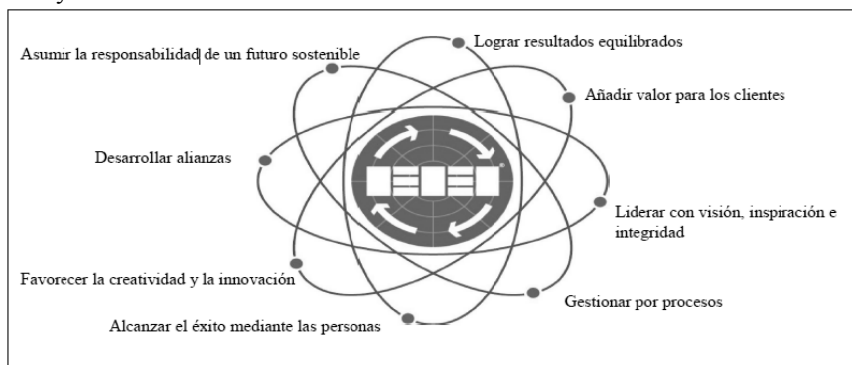 Lograr resultados equilibrados
Asumir la responsabilidad de un futuro sostenible
Añadir valor para los clientes
Desarrollar alianzas
Liderar con visión, inspiración e
integridad
Favorecer la creatividad y la innovación
Gestionar por procesos
Alcanzar el éxito mediante las personas